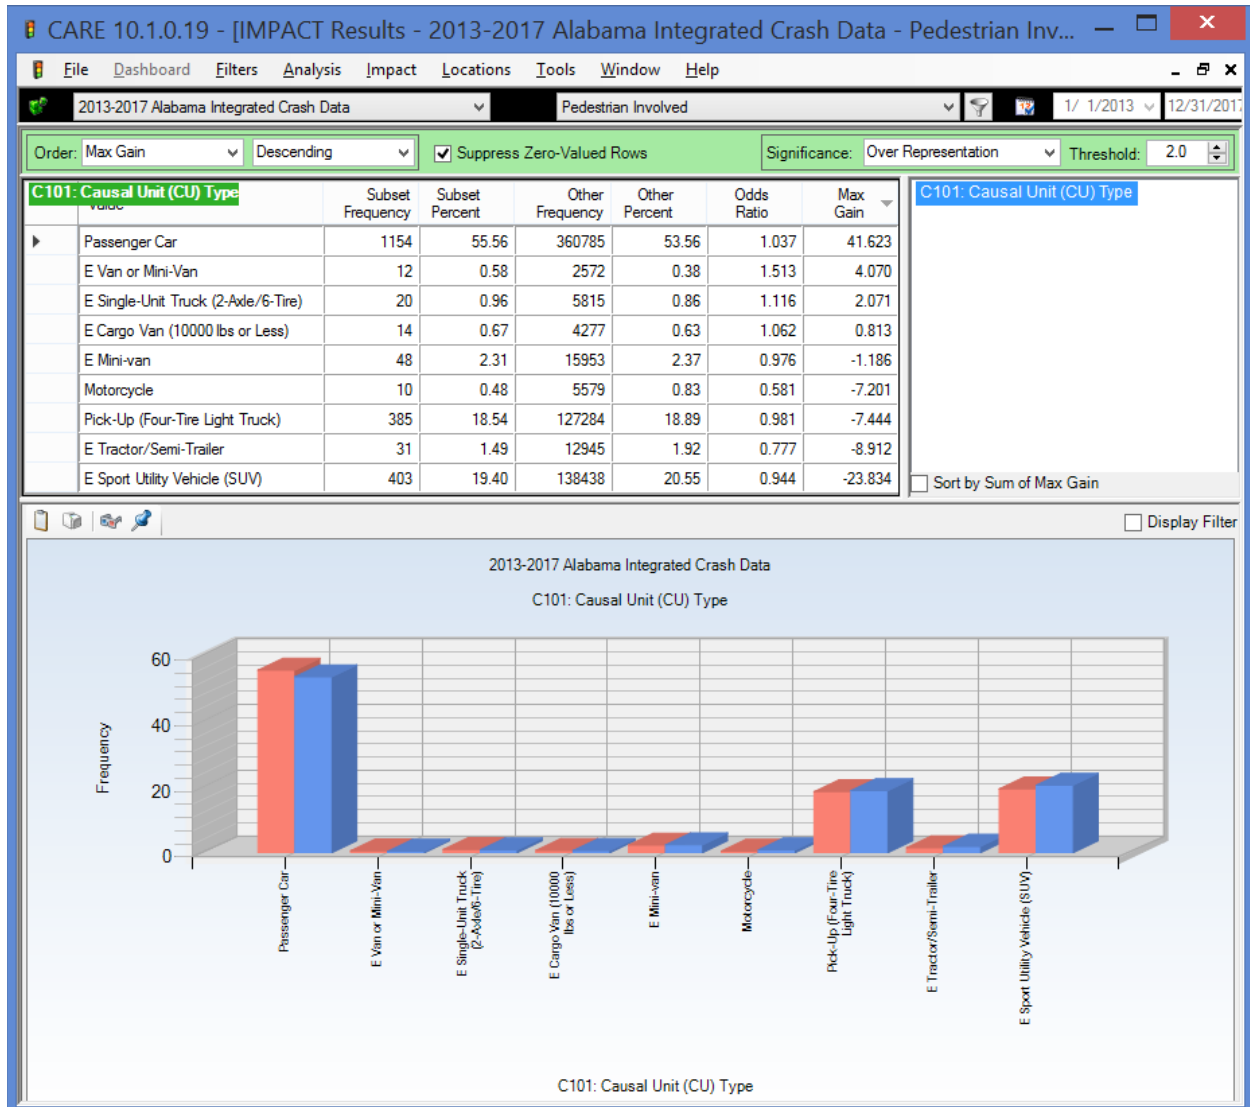 CARE 10.1.0.19 - [IMPACT Results - 2013-2017 Alabama Integrated Crash Data - Pedestrian Inv...
File Dashboard Filters Analysis Impact Locations Tools Window Help
2013-2017 Alabama Integrated Crash Data Pedestrian Involved 1/ 1/2013 12/31/2017
Order: Max Gain Descending Suppress Zero-Valued Rows Significance: Over Representation Threshold: 2.0
C101: Causal Unit (CU) Type
Value Subset Frequency Subset Percent Other Frequency Other Percent Odds Ratio Max Gain
Passenger Car 1154 55.56 360785 53.56 1.037 41.623
E Van or Mini-Van 12 0.58 2572 0.38 1.513 4.070
E Single-Unit Truck (2-Axle/6-Tire) 20 0.96 5815 0.86 1.116 2.071
E Cargo Van (10000 lbs or Less) 14 0.67 4277 0.63 1.062 0.813
E Mini-van 48 2.31 15953 2.37 0.976 -1.186
Motorcycle 10 0.48 5579 0.83 0.581 -7.201
Pick-Up (Four-Tire Light Truck) 385 18.54 127284 18.89 0.981 -7.444
E Tractor/Semi-Trailer 31 1.49 12945 1.92 0.777 -8.912
E Sport Utility Vehicle (SUV) 403 19.40 138438 20.55 0.944 -23.834
C101: Causal Unit (CU) Type
Sort by Sum of Max Gain
Display Filter
2013-2017 Alabama Integrated Crash Data
C101: Causal Unit (CU) Type
Frequency
60
40
20
0
Passenger Car
E Van or Mini-Van
E Single-Unit Truck
(2-Axle/6-Tire)
E Cargo Van (10000
lbs or Less)
E Mini-van
Motorcycle
Pick-Up (Four-Tire
Light Truck)
E Tractor/Semi-Trailer
E Sport Utility Vehicle (SUV)
C101: Causal Unit (CU) Type